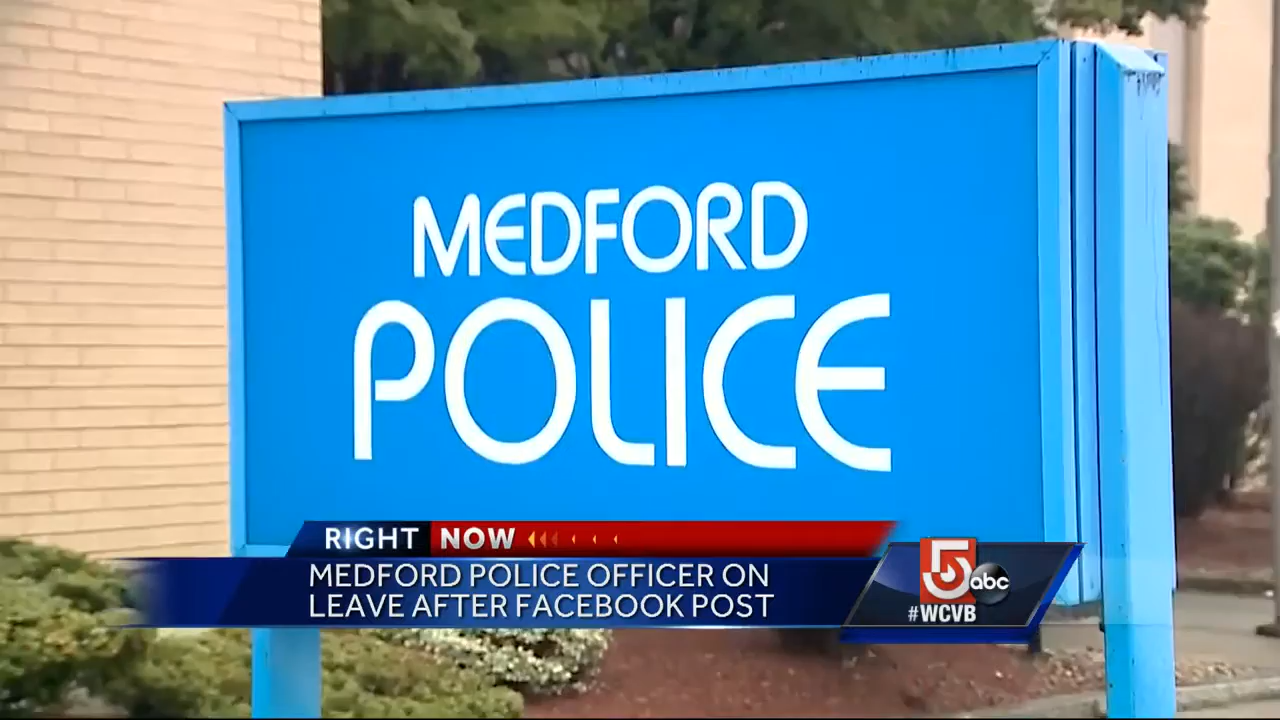 MEDFORD
POLICE
RIGHT NOW
MEDFORD POLICE OFFICER ON
LEAVE AFTER FACEBOOK POST
5
abc
#WCVB